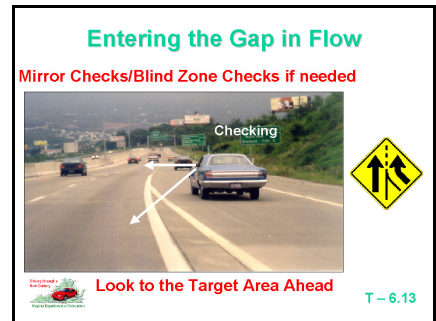 Entering the Gap in Flow
Mirror Checks/Blind Zone Checks if needed
Checking
Look to the Target Area Ahead
T – 6.13